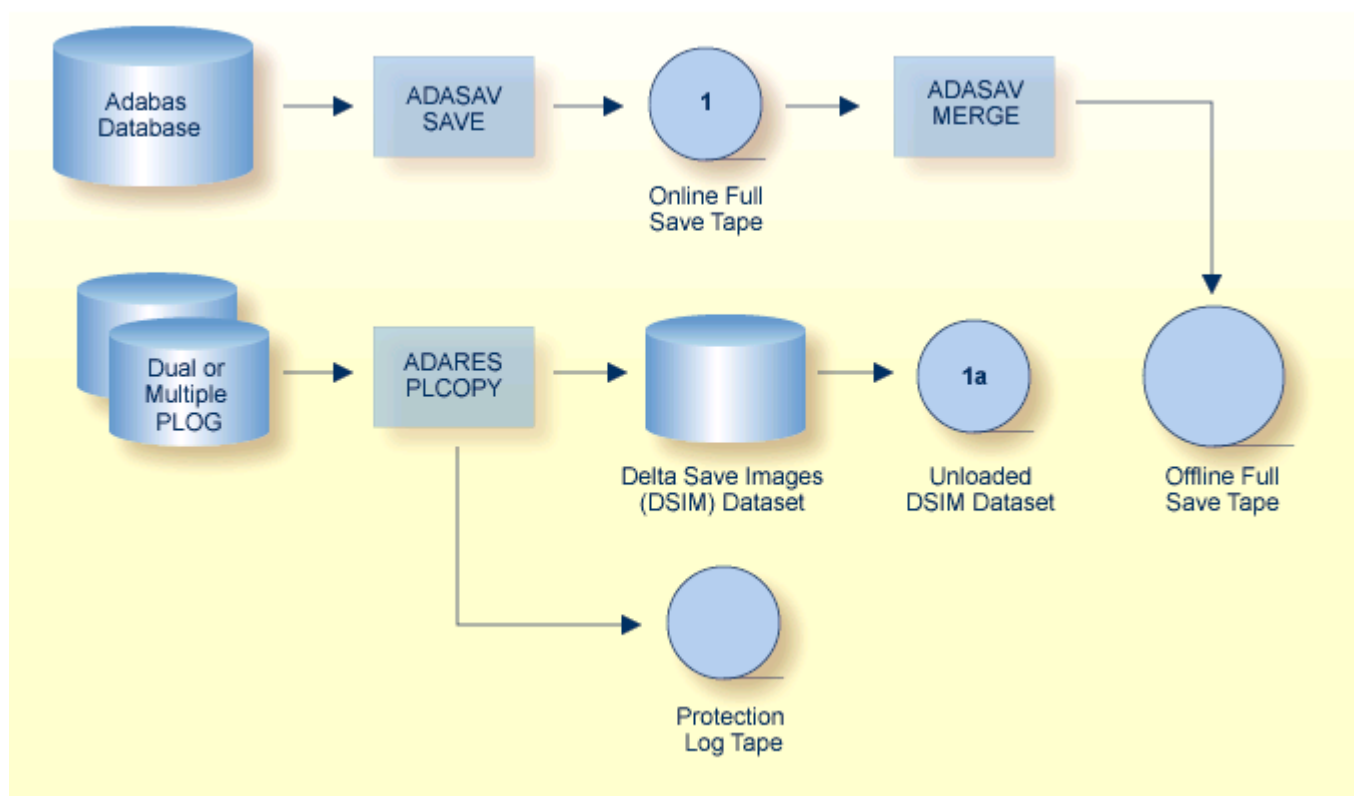 Adabas
Database
ADASAV
SAVE
1
Online Full
Save Tape
ADASAV
MERGE
Dual or
Multiple
PLOG
ADARES
PLCOPY
Delta Save Images
(DSIM) Dataset
1a
Unloaded
DSIM Dataset
Offline Full
Save Tape
Protection
Log Tape